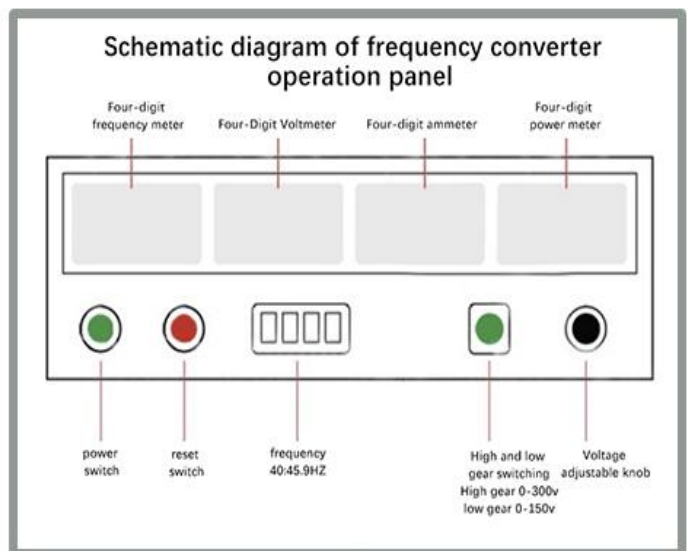 Schematic diagram of frequency converter
operation panel
Four-digit
frequency meter
Four-Digit Voltmeter
Four-digit ammeter
Four-digit
power meter
power
switch
reset
switch
frequency
40:45.9HZ
High and low
gear switching
High gear 0-300v
low gear 0-150v
Voltage
adjustable knob